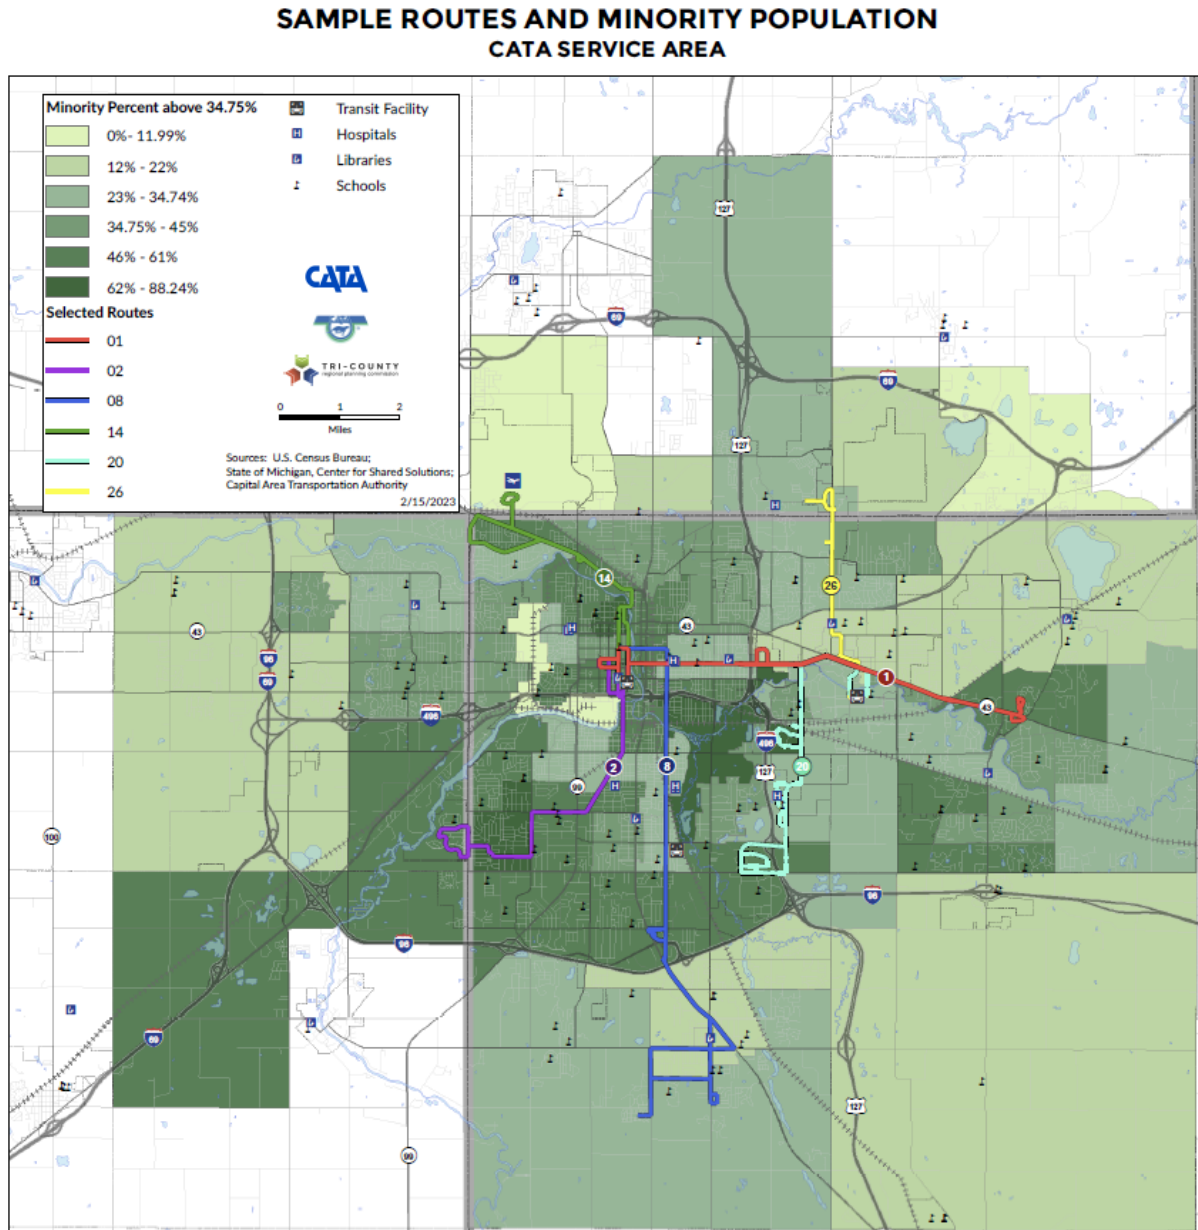 SAMPLE ROUTES AND MINORITY POPULATION
CATA SERVICE AREA
Minority Percent above 34.75%
0%- 11.99%
12% - 22%
23% - 34.74%
34.75% - 45%
46% - 61%
62% - 88.24%
Transit Facility
H Hospitals
Libraries
Schools
Selected Routes
01
02
08
14
20
26
CATA
TRI-COUNTY
regional planning commission
0 1 2
Miles
Sources: U.S. Census Bureau;
State of Michigan, Center for Shared Solutions;
Capital Area Transportation Authority
2/15/2023
127
69
69
127
H
14
26
43
H
43
96
69
H
1
496
43
496
2
8
127
20
99
H
H
H
100
96
96
69
127
99